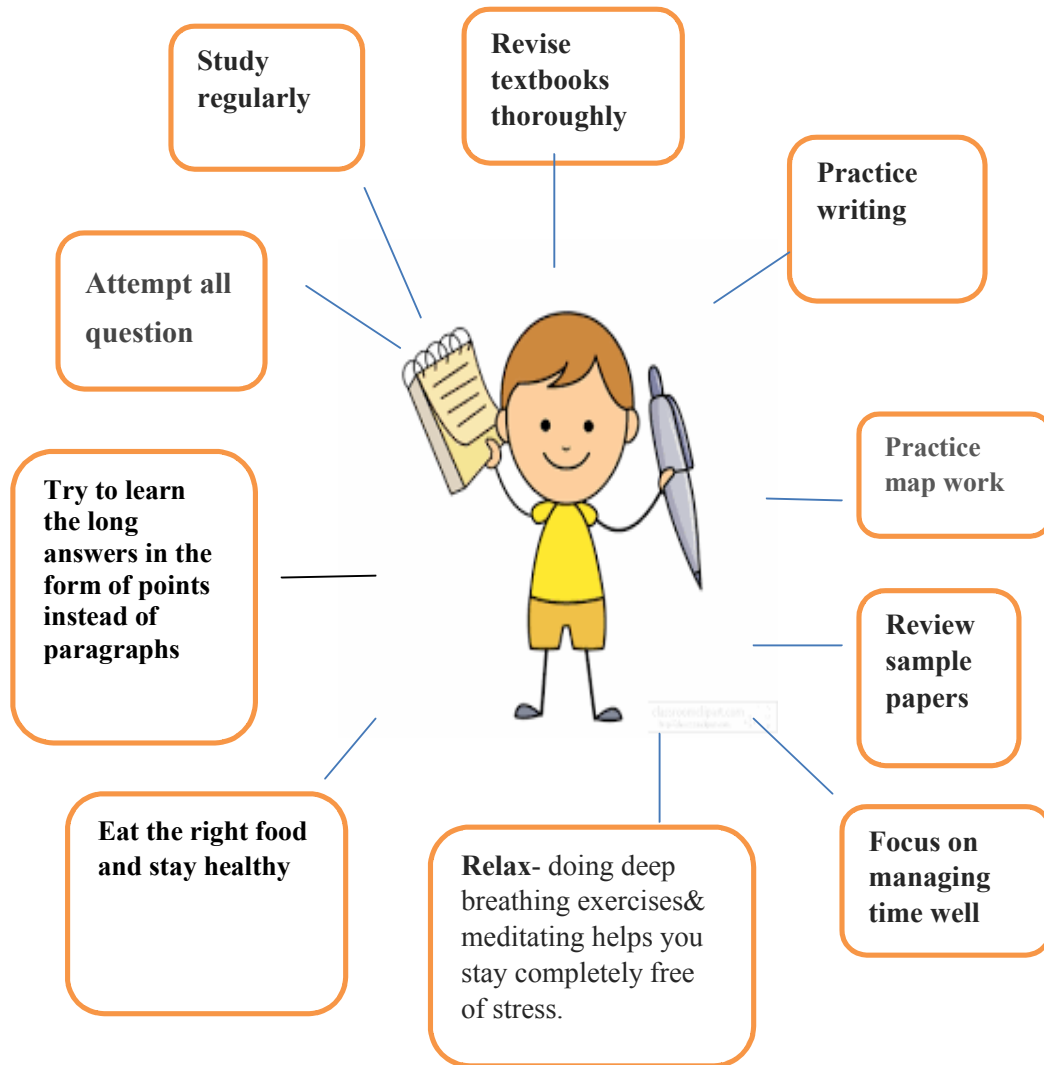 Study
regularly
Revise
textbooks
thoroughly
Practice
writing
Attempt all
question
Practice
map work
Try to learn
the long
answers in the
form of points
instead of
paragraphs
Review
sample
papers
Eat the right food
and stay healthy
Relax- doing deep
breathing exercises&
meditating helps you
stay completely free
of stress.
Focus on
managing
time well